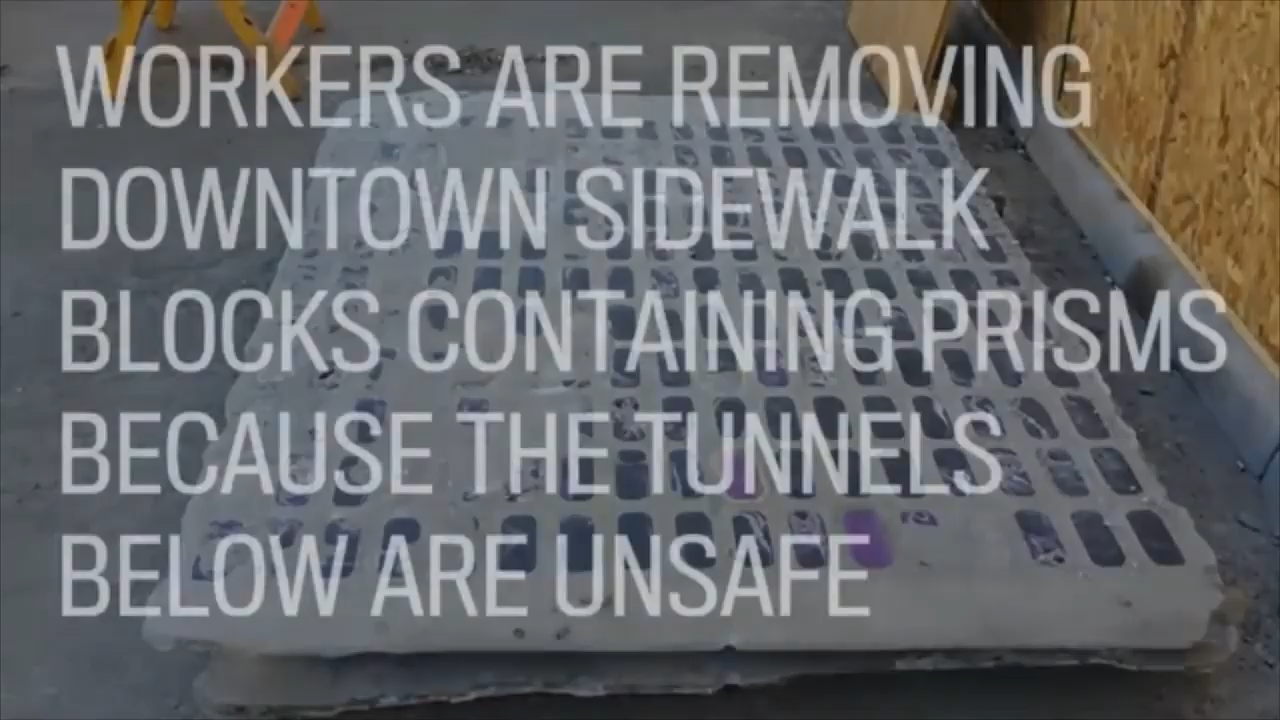 WORKERS ARE REMOVING
DOWNTOWN SIDEWALK
BLOCKS CONTAINING PRISMS
BECAUSE THE TUNNELS
BELOW ARE UNSAFE